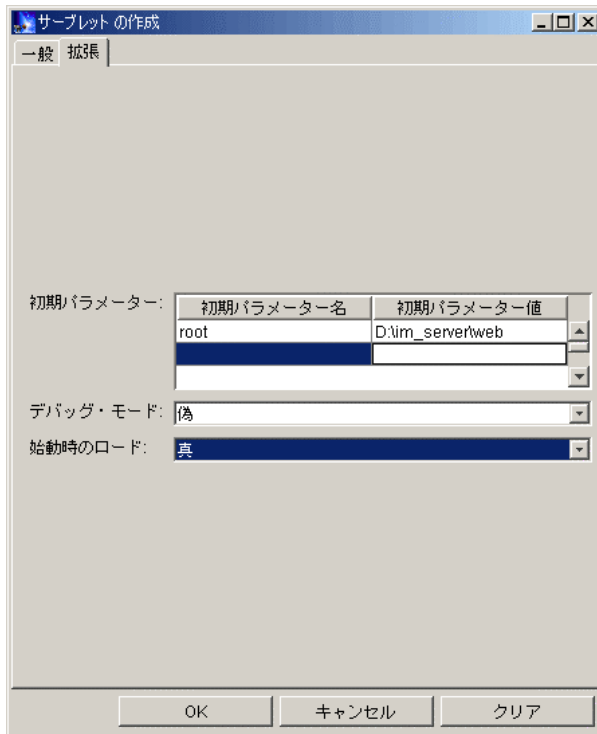 サーブレット の作成
一般 拡張
初期パラメーター:
初期パラメーター名 初期パラメーター値
root D:\im_server\web
デバッグ・モード: 偽
始動時のロード: 真
OK キャンセル クリア